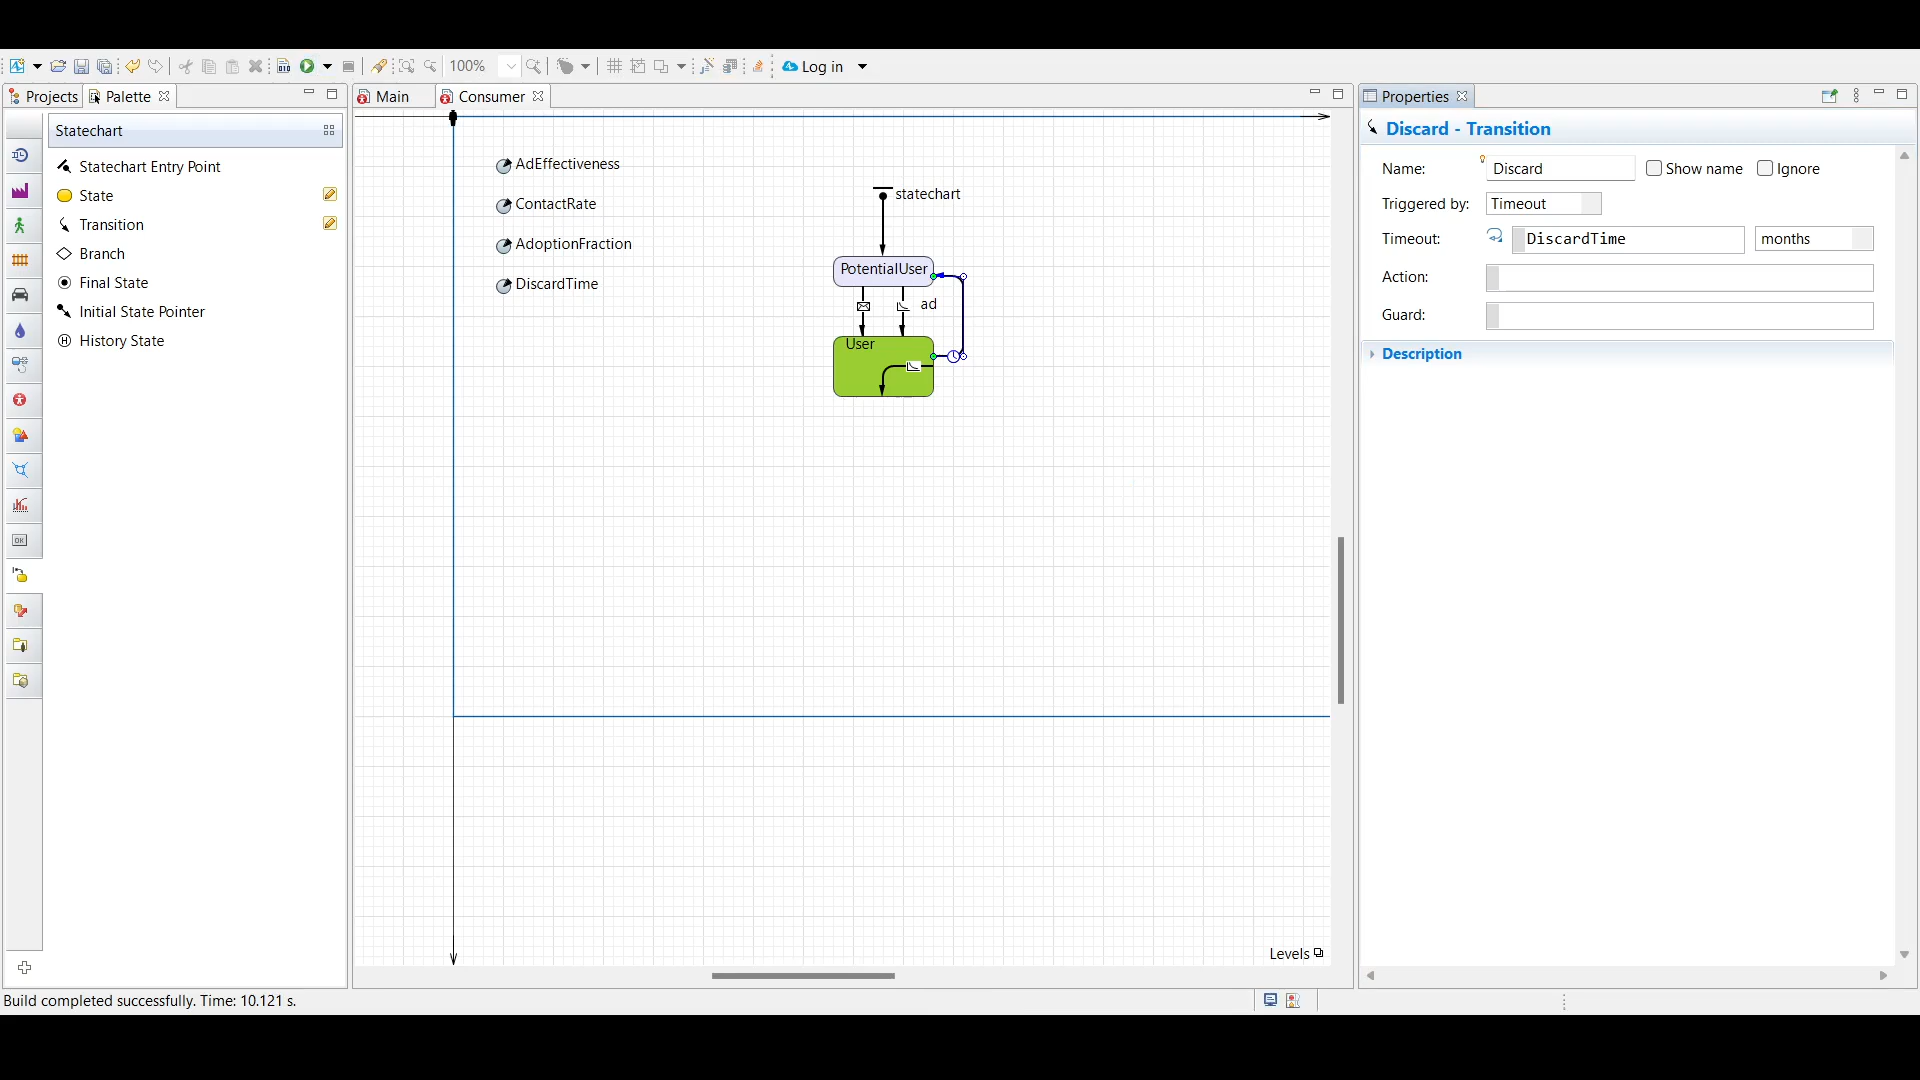 100%
Log in
Projects
Palette
Main
Consumer
Properties
Statechart
Statechart Entry Point
State
Transition
Branch
Final State
Initial State Pointer
History State
OK
AdEffectiveness
ContactRate
AdoptionFraction
DiscardTime
statechart
PotentialUser
ad
User
Levels
Discard - Transition
Name: Discard Show name Ignore
Triggered by: Timeout
Timeout: DiscardTime months
Action:
Guard:
Description
Build completed successfully. Time: 10.121 s.